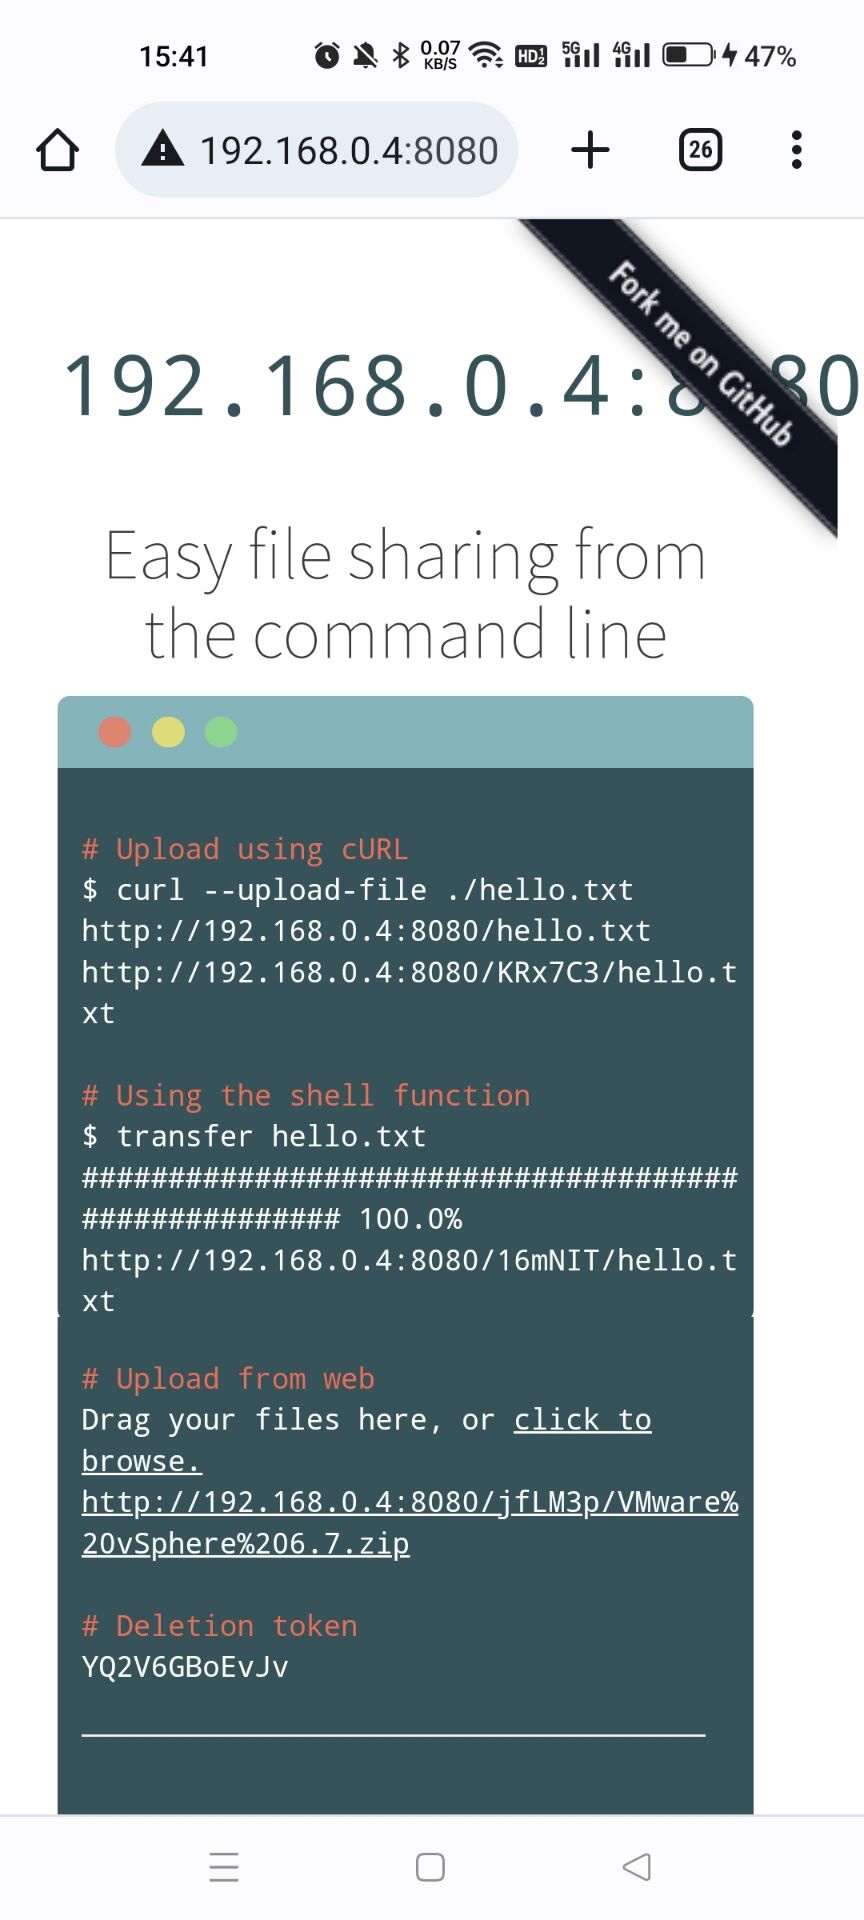 15:41
0.07
KB/S
HD 1
2
5G
4G
47%
192.168.0.4:8080
26
Fork me on GitHub
192.168.0.4:8080
Easy file sharing from
the command line
# Upload using cURL
$ curl --upload-file ./hello.txt
http://192.168.0.4:8080/hello.txt
http://192.168.0.4:8080/KRx7C3/hello.t
xt
# Using the shell function
$ transfer hello.txt
######################################
############### 100.0%
http://192.168.0.4:8080/16mNIT/hello.t
xt
# Upload from web
Drag your files here, or click to
browse.
http://192.168.0.4:8080/jfLM3p/VMware%
20vSphere%206.7.zip
# Deletion token
YQ2V6GBoEvJv